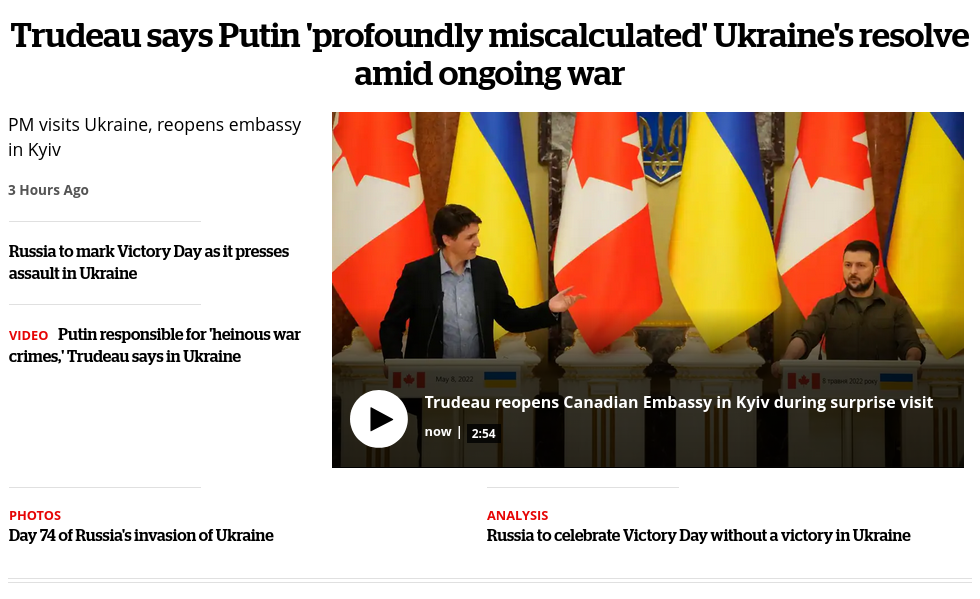 Trudeau says Putin 'profoundly miscalculated' Ukraine's resolve
amid ongoing war
PM visits Ukraine, reopens embassy
in Kyiv
3 Hours Ago
Russia to mark Victory Day as it presses
assault in Ukraine
VIDEO Putin responsible for 'heinous war
crimes,' Trudeau says in Ukraine
May 8, 2022
8 травня 2022 року
Trudeau reopens Canadian Embassy in Kyiv during surprise visit
now | 2:54
PHOTOS
Day 74 of Russia's invasion of Ukraine
ANALYSIS
Russia to celebrate Victory Day without a victory in Ukraine